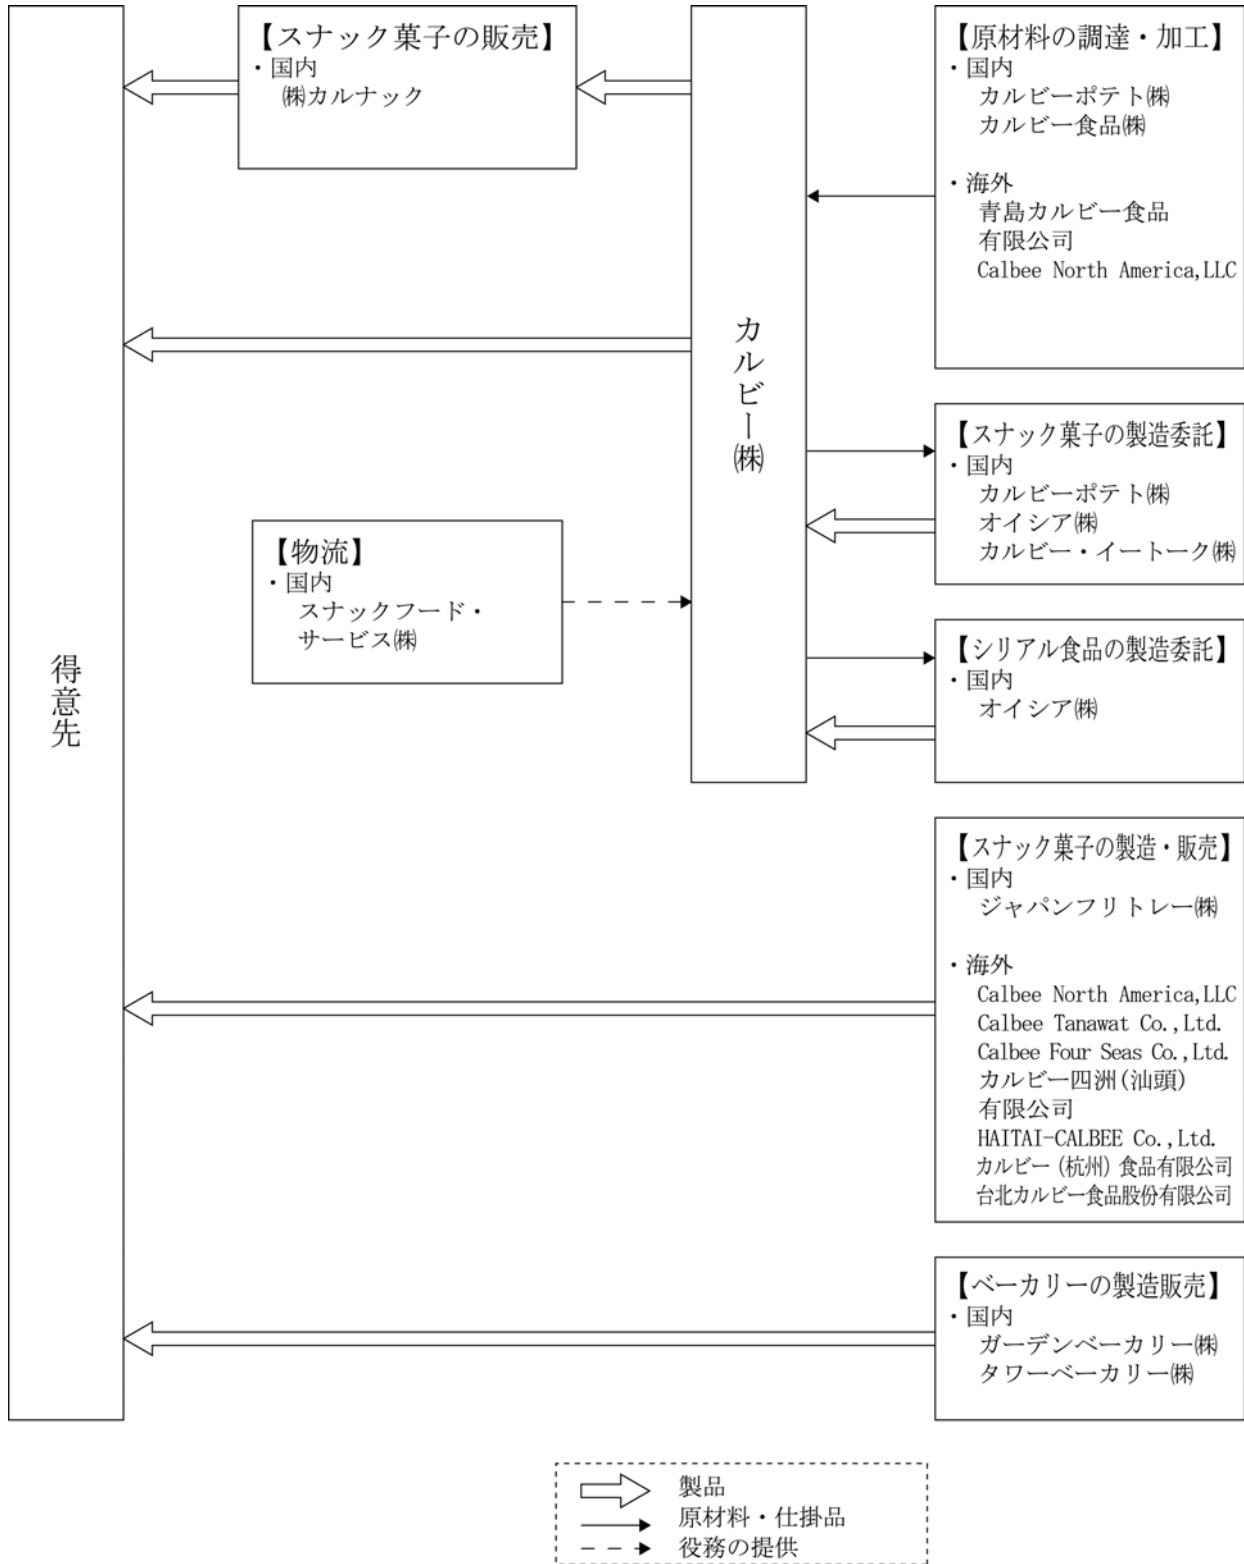 【スナック菓子の販売】
・国内
㈱カルナック
【原材料の調達・加工】
・国内
カルビーポテト㈱
カルビー食品㈱
・海外
青島カルビー食品
有限公司
Calbee North America,LLC
カルビー㈱
【スナック菓子の製造委託】
・国内
カルビーポテト㈱
オイシア㈱
カルビー・イートーク㈱
【物流】
・国内
スナックフード・
サービス㈱
【シリアル食品の製造委託】
・国内
オイシア㈱
得意先
【スナック菓子の製造・販売】
・国内
ジャパンフリトレー㈱
・海外
Calbee North America,LLC
Calbee Tanawat Co.,Ltd.
Calbee Four Seas Co.,Ltd.
カルビー四洲(汕頭)
有限公司
HAITAI-CALBEE Co.,Ltd.
カルビー（杭州）食品有限公司
台北カルビー食品股份有限公司
【ベーカリーの製造販売】
・国内
ガーデンベーカリー㈱
タワーベーカリー㈱
製品
原材料・仕掛品
役務の提供